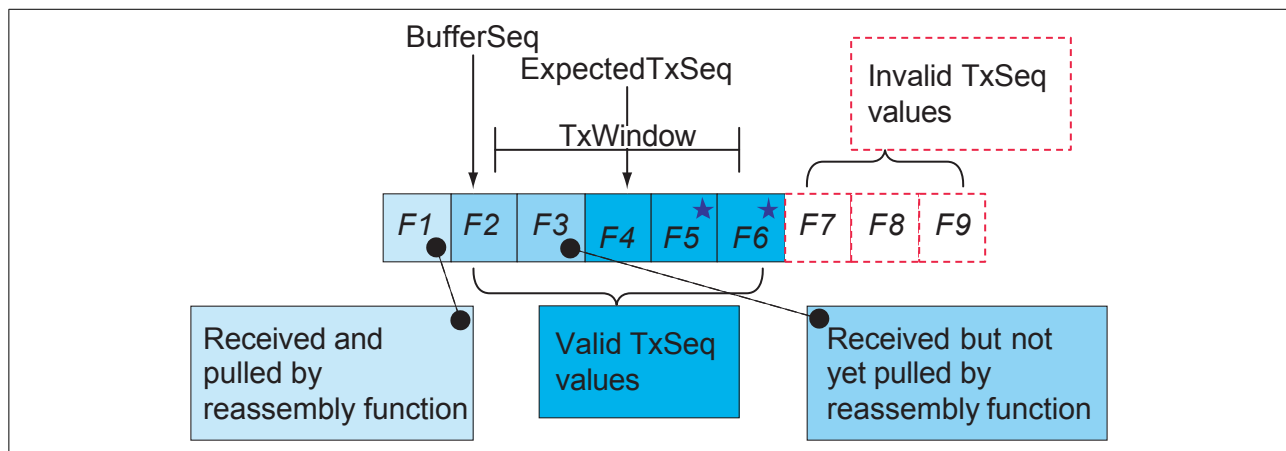 BufferSeq
ExpectedTxSeq
TxWindow
Invalid TxSeq
values
F1 F2 F3 F4 F5 F6 F7 F8 F9
Received and
pulled by
reassembly function
Valid TxSeq
values
Received but not
yet pulled by
reassembly function